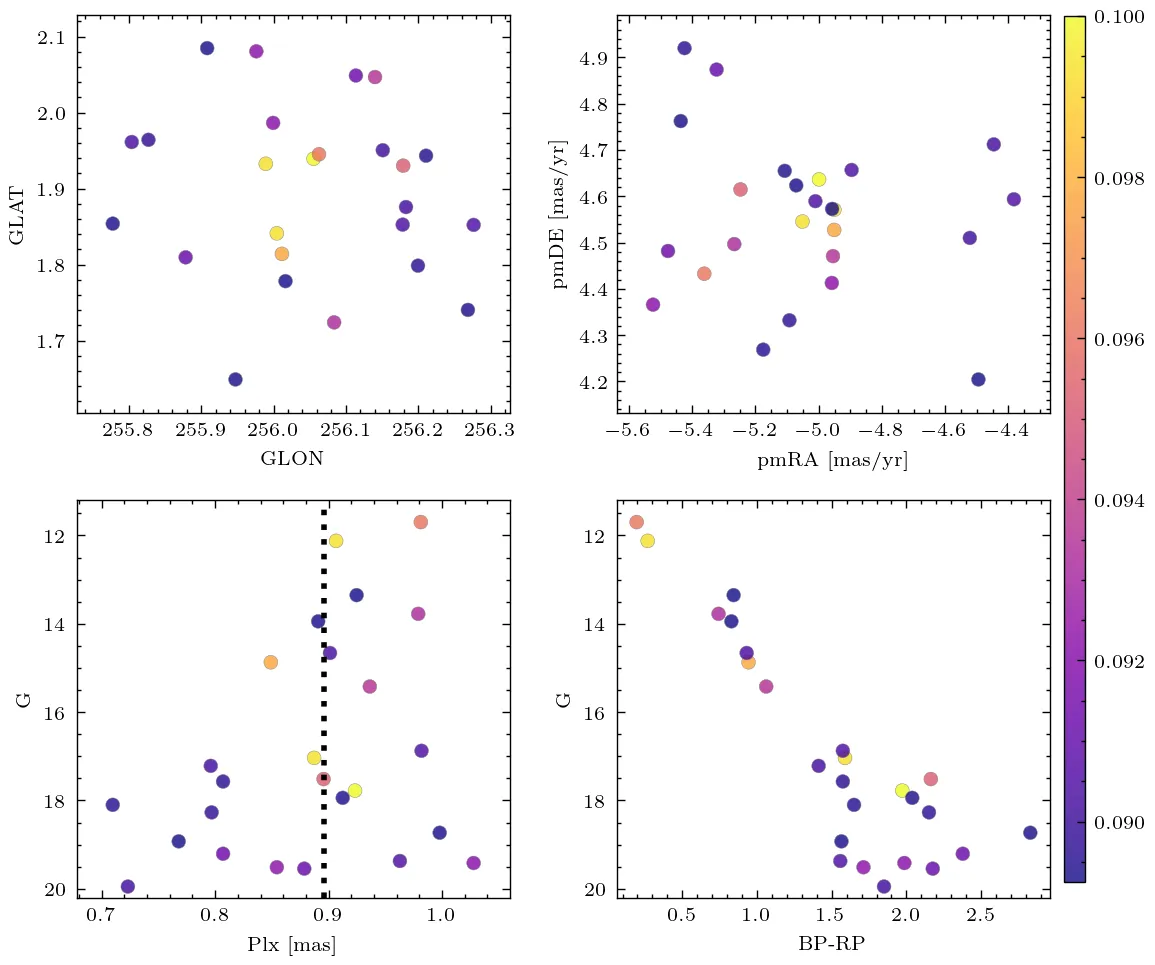 2.1
2.0
1.9
1.8
1.7
GLAT
255.8 255.9 256.0 256.1 256.2 256.3
GLON
4.9
4.8
4.7
4.6
4.5
4.4
4.3
4.2
pmDE [mas/yr]
−5.6 −5.4 −5.2 −5.0 −4.8 −4.6 −4.4
pmRA [mas/yr]
0.100
0.098
0.096
0.094
0.092
0.090
12
14
16
18
20
G
0.7 0.8 0.9 1.0
Plx [mas]
12
14
16
18
20
G
0.5 1.0 1.5 2.0 2.5
BP-RP